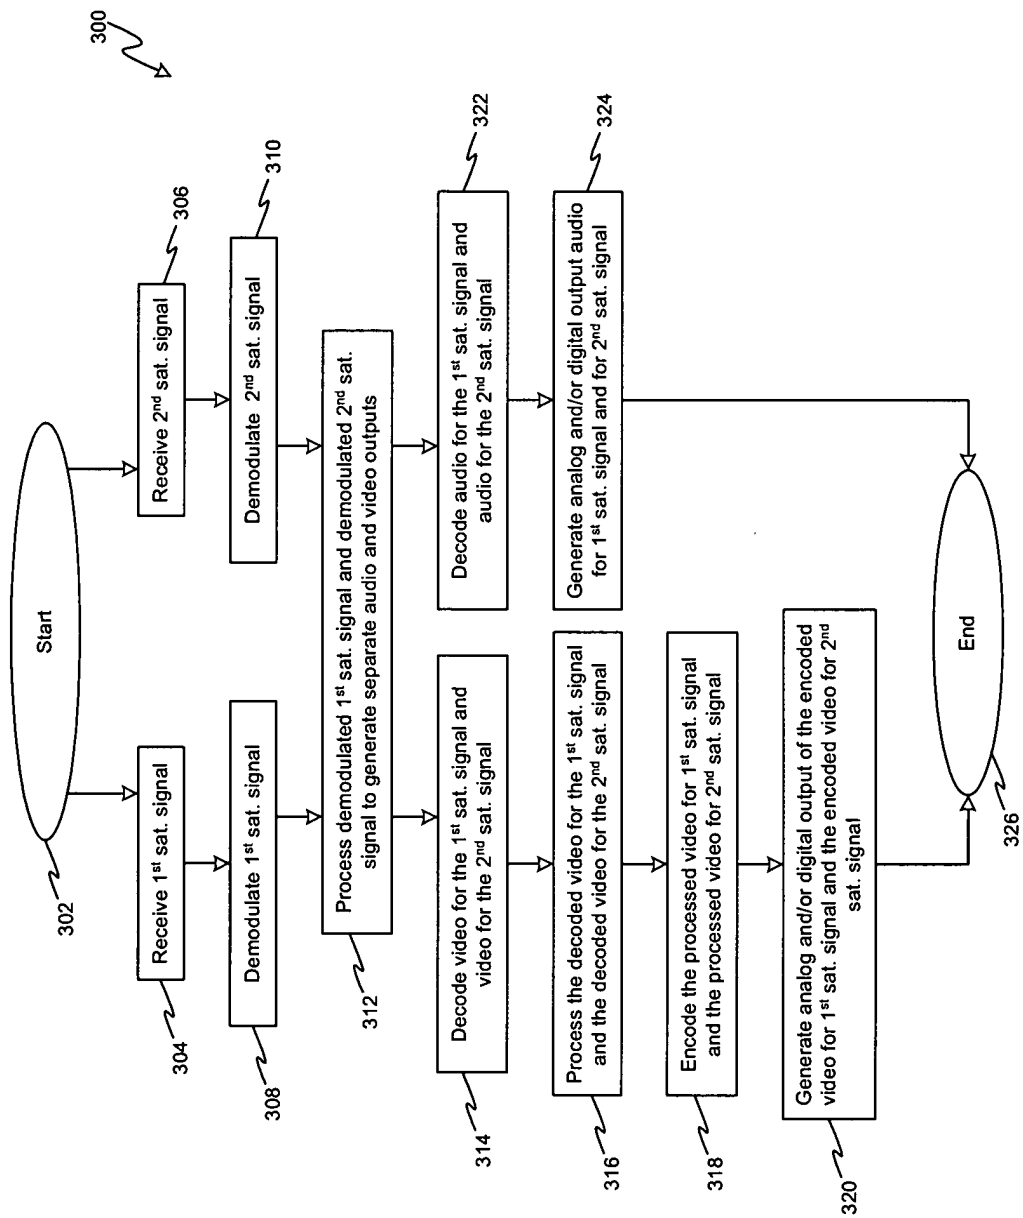 300
Start
302
Receive 1st sat. signal
304
Receive 2nd sat. signal
306
Demodulate 1st sat. signal
308
Demodulate 2nd sat. signal
310
Process demodulated 1st sat. signal and demodulated 2nd sat.
signal to generate separate audio and video outputs
312
Decode video for the 1st sat. signal and
video for the 2nd sat. signal
314
Decode audio for the 1st sat. signal and
audio for the 2nd sat. signal
322
Process the decoded video for the 1st sat. signal
and the decoded video for the 2nd sat. signal
316
Generate analog and/or digital output audio
for 1st sat. signal and for 2nd sat. signal
324
Encode the processed video for 1st sat. signal
and the processed video for 2nd sat. signal
318
Generate analog and/or digital output of the encoded
video for 1st sat. signal and the encoded video for 2nd
sat. signal
320
End
326